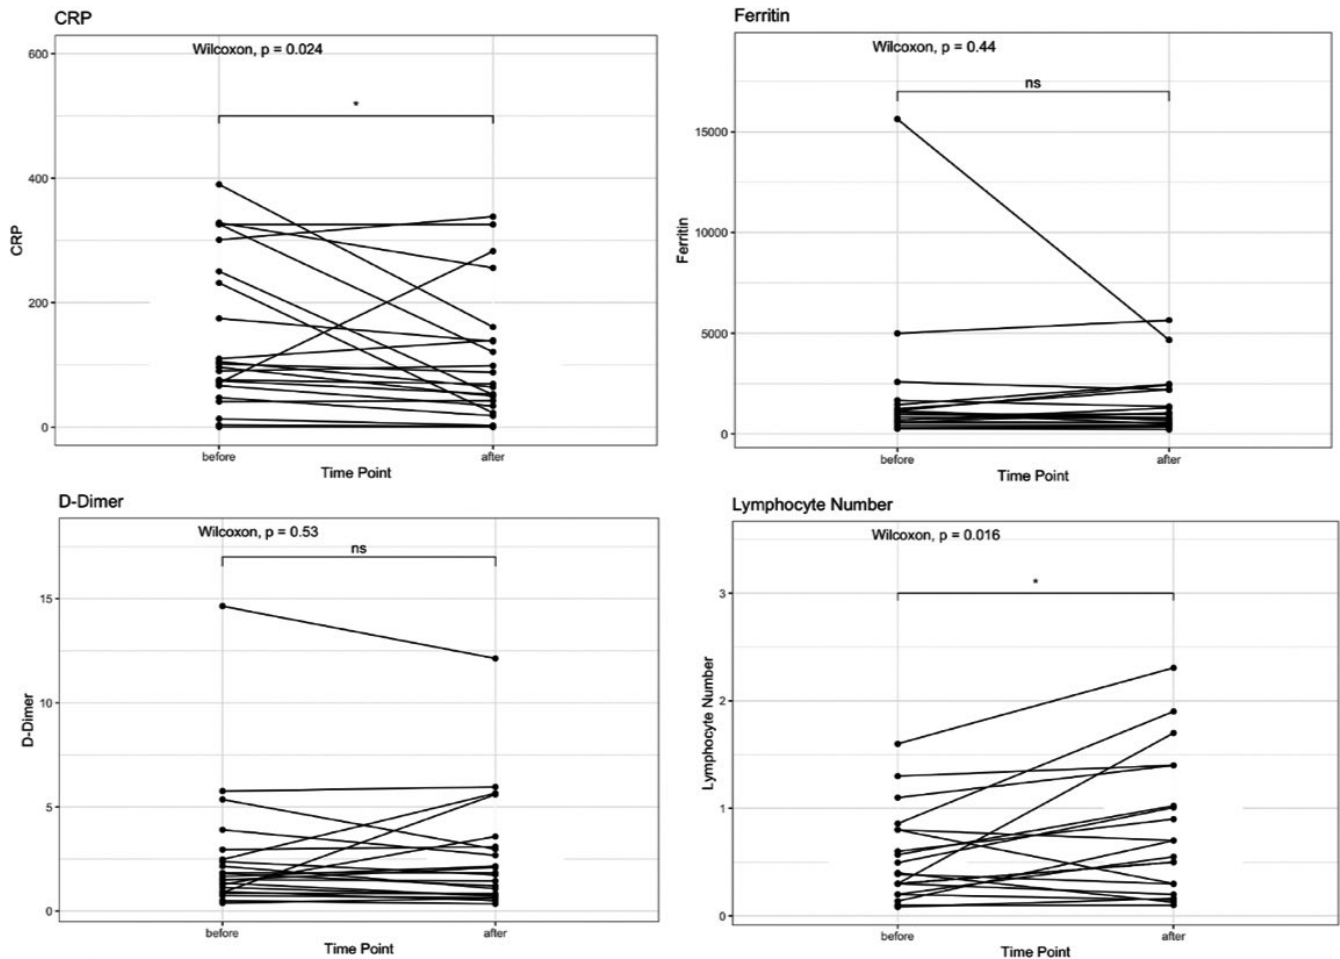 CRP
Wilcoxon, p = 0.024
*
600
400
200
0
CRP
before
after
Time Point
Ferritin
Wilcoxon, p = 0.44
ns
15000
10000
5000
0
Ferritin
before
after
Time Point
D-Dimer
Wilcoxon, p = 0.53
ns
15
10
5
0
D-Dimer
before
after
Time Point
Lymphocyte Number
Wilcoxon, p = 0.016
*
3
2
1
0
Lymphocyte Number
before
after
Time Point